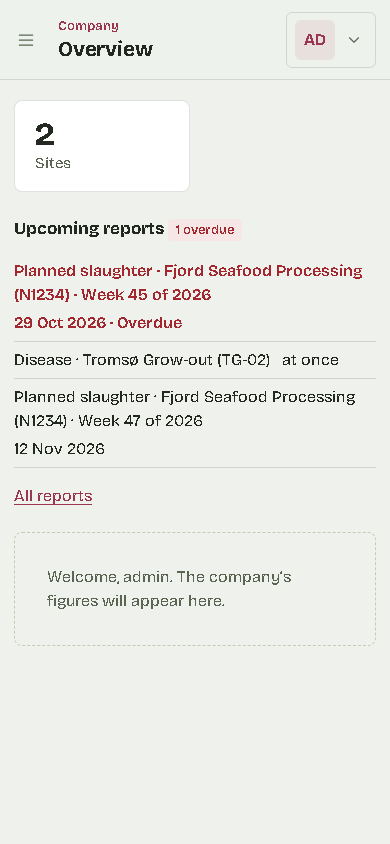 Company
Overview
AD
2
Sites
Upcoming reports 1 overdue
Planned slaughter · Fjord Seafood Processing
(N1234) · Week 45 of 2026
29 Oct 2026 · Overdue
Disease · Tromsø Grow-out (TG-02) at once
Planned slaughter · Fjord Seafood Processing
(N1234) · Week 47 of 2026
12 Nov 2026
All reports
Welcome, admin. The company's
figures will appear here.